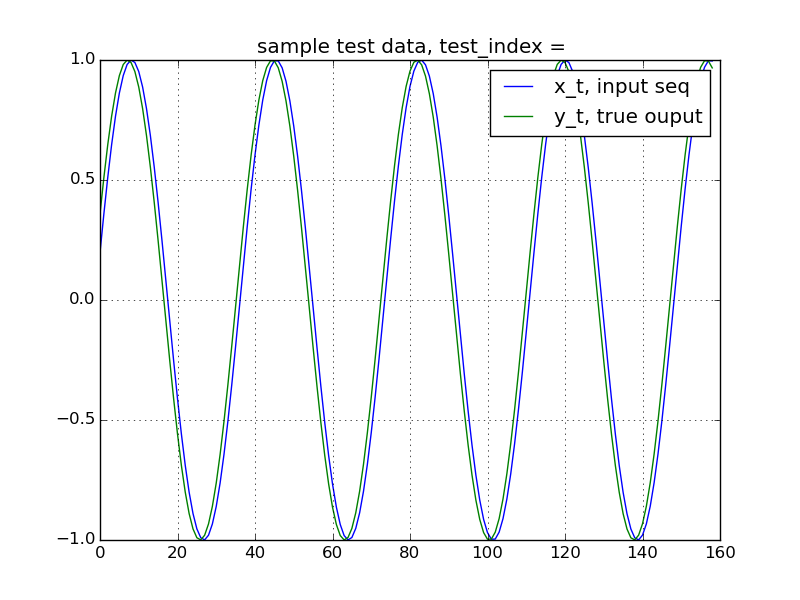 sample test data, test_index =
1.0
x_t, input seq
y_t, true ouput
0.5
0.0
−0.5
−1.0
0 20 40 60 80 100 120 140 160